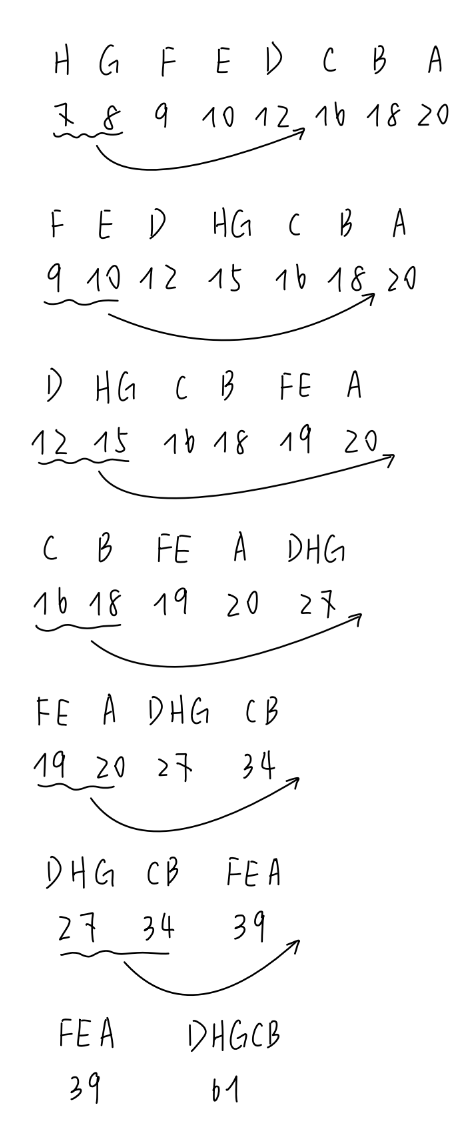 H G F E D C B A
7 8 9 10 12 16 18 20
F E D HG C B A
9 10 12 15 16 18 20
D HG C B FE A
12 15 16 18 19 20
C B FE A DHG
16 18 19 20 27
FE A DHG CB
19 20 27 34
DHG CB FEA
27 34 39
FEA DHGCB
39 61